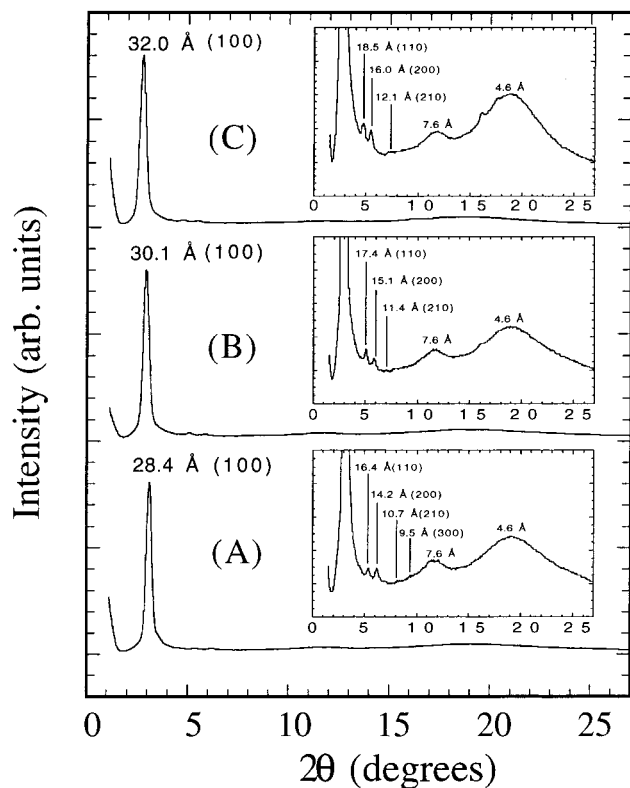 Intensity (arb. units)
32.0 Å (100)
(C)
18.5 Å (110)
16.0 Å (200)
12.1 Å (210)
7.6 Å
4.6 Å
0 5 10 15 20 25
30.1 Å (100)
(B)
17.4 Å (110)
15.1 Å (200)
11.4 Å (210)
7.6 Å
4.6 Å
0 5 10 15 20 25
28.4 Å (100)
(A)
16.4 Å(110)
14.2 Å (200)
10.7 Å(210)
9.5 Å (300)
7.6 Å
4.6 Å
0 5 10 15 20 25
0 5 10 15 20 25
2θ (degrees)